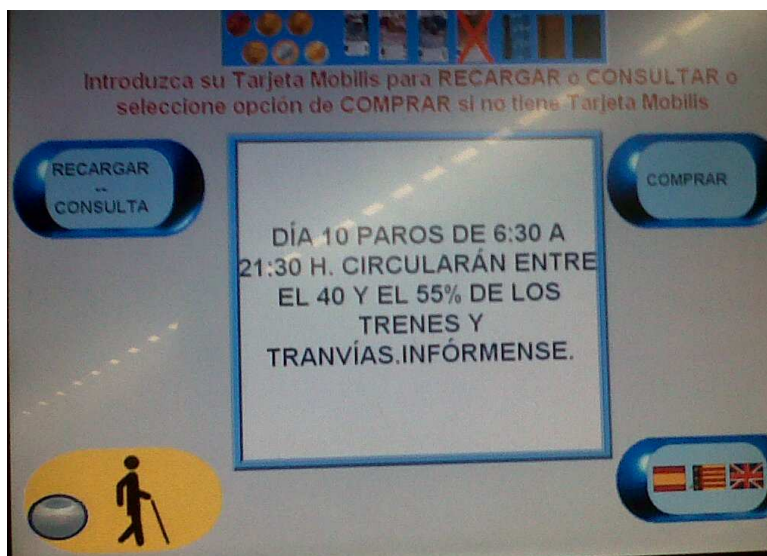 Introduzca su Tarjeta Mobilis para RECARGAR o CONSULTAR o
seleccione opción de COMPRAR si no tiene Tarjeta Mobilis
RECARGAR
--
CONSULTA
COMPRAR
DÍA 10 PAROS DE 6:30 A
21:30 H. CIRCULARÁN ENTRE
EL 40 Y EL 55% DE LOS
TRENES Y
TRANVÍAS.INFÓRMENSE.